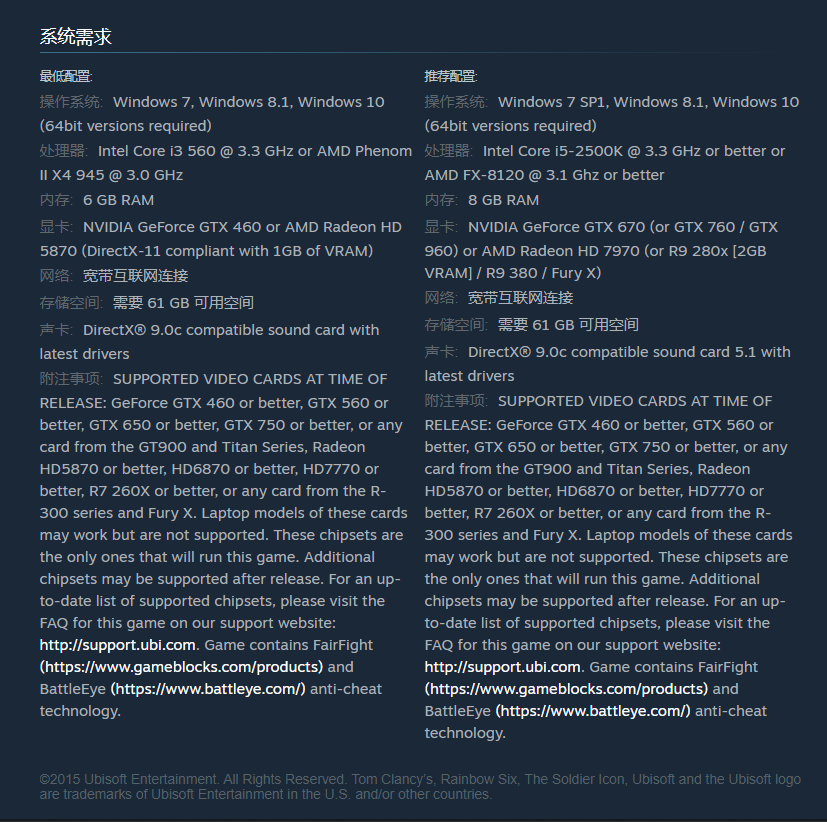 系统需求
最低配置:
操作系统: Windows 7, Windows 8.1, Windows 10
(64bit versions required)
处理器: Intel Core i3 560 @ 3.3 GHz or AMD Phenom
II X4 945 @ 3.0 GHz
内存: 6 GB RAM
显卡: NVIDIA GeForce GTX 460 or AMD Radeon HD
5870 (DirectX-11 compliant with 1GB of VRAM)
网络: 宽带互联网连接
存储空间: 需要 61 GB 可用空间
声卡: DirectX® 9.0c compatible sound card with
latest drivers
附注事项: SUPPORTED VIDEO CARDS AT TIME OF
RELEASE: GeForce GTX 460 or better, GTX 560 or
better, GTX 650 or better, GTX 750 or better, or any
card from the GT900 and Titan Series, Radeon
HD5870 or better, HD6870 or better, HD7770 or
better, R7 260X or better, or any card from the R-
300 series and Fury X. Laptop models of these cards
may work but are not supported. These chipsets are
the only ones that will run this game. Additional
chipsets may be supported after release. For an up-
to-date list of supported chipsets, please visit the
FAQ for this game on our support website:
http://support.ubi.com. Game contains FairFight
(https://www.gameblocks.com/products) and
BattleEye (https://www.battleye.com/) anti-cheat
technology.
推荐配置:
操作系统: Windows 7 SP1, Windows 8.1, Windows 10
(64bit versions required)
处理器: Intel Core i5-2500K @ 3.3 GHz or better or
AMD FX-8120 @ 3.1 Ghz or better
内存: 8 GB RAM
显卡: NVIDIA GeForce GTX 670 (or GTX 760 / GTX
960) or AMD Radeon HD 7970 (or R9 280x [2GB
VRAM] / R9 380 / Fury X)
网络: 宽带互联网连接
存储空间: 需要 61 GB 可用空间
声卡: DirectX® 9.0c compatible sound card 5.1 with
latest drivers
附注事项: SUPPORTED VIDEO CARDS AT TIME OF
RELEASE: GeForce GTX 460 or better, GTX 560 or
better, GTX 650 or better, GTX 750 or better, or any
card from the GT900 and Titan Series, Radeon
HD5870 or better, HD6870 or better, HD7770 or
better, R7 260X or better, or any card from the R-
300 series and Fury X. Laptop models of these cards
may work but are not supported. These chipsets are
the only ones that will run this game. Additional
chipsets may be supported after release. For an up-
to-date list of supported chipsets, please visit the
FAQ for this game on our support website:
http://support.ubi.com. Game contains FairFight
(https://www.gameblocks.com/products) and
BattleEye (https://www.battleye.com/) anti-cheat
technology.
©2015 Ubisoft Entertainment. All Rights Reserved. Tom Clancy's, Rainbow Six, The Soldier Icon, Ubisoft and the Ubisoft logo
are trademarks of Ubisoft Entertainment in the U.S. and/or other countries.